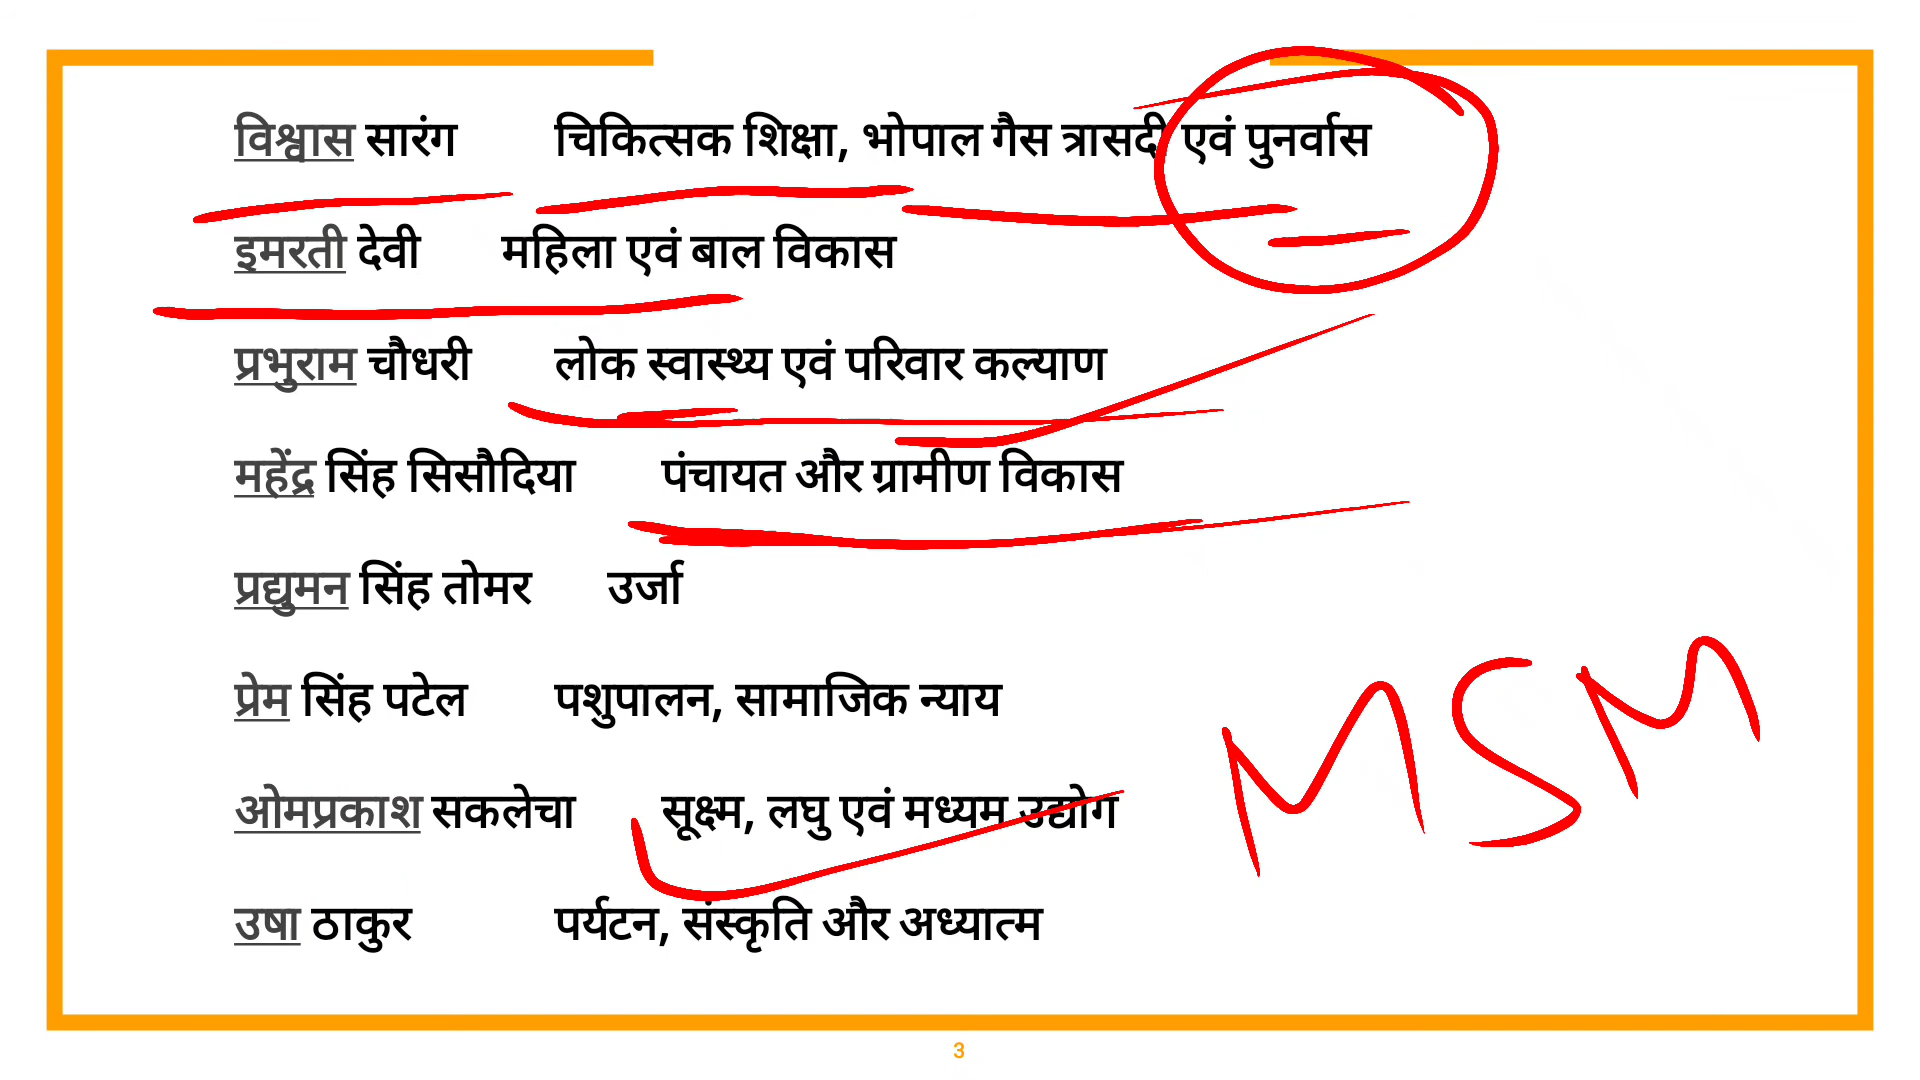 विश्वास सारंग चिकित्सक शिक्षा, भोपाल गैस त्रासदी एवं पुनर्वास
इमरती देवी महिला एवं बाल विकास
प्रभुराम चौधरी लोक स्वास्थ्य एवं परिवार कल्याण
महेंद्र सिंह सिसौदिया पंचायत और ग्रामीण विकास
प्रद्युमन सिंह तोमर उर्जा
प्रेम सिंह पटेल पशुपालन, सामाजिक न्याय
ओमप्रकाश सकलेचा सूक्ष्म, लघु एवं मध्यम उद्योग
MSM
उषा ठाकुर पर्यटन, संस्कृति और अध्यात्म
3